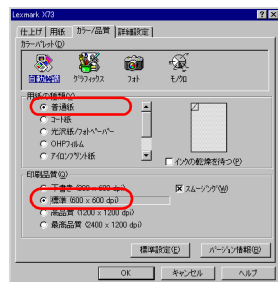 Lexmark X73
仕上げ 用紙 カラー/品質 詳細設定
カラーパレット(D)
自動検知 グラフィックス フォト モノクロ
用紙の種類(Y)
普通紙
コート紙
光沢紙/フォトペーパー
OHPフィルム
アイロンプリント紙
インクの乾燥を待つ(P)
印刷品質(Q)
下書き (600 x 600 dpi)
標準 (600 x 600 dpi)
高品質 (1200 x 1200 dpi)
最高品質 (2400 x 1200 dpi)
スムージング(W)
標準設定(E) バージョン情報(B)
OK キャンセル ヘルプ